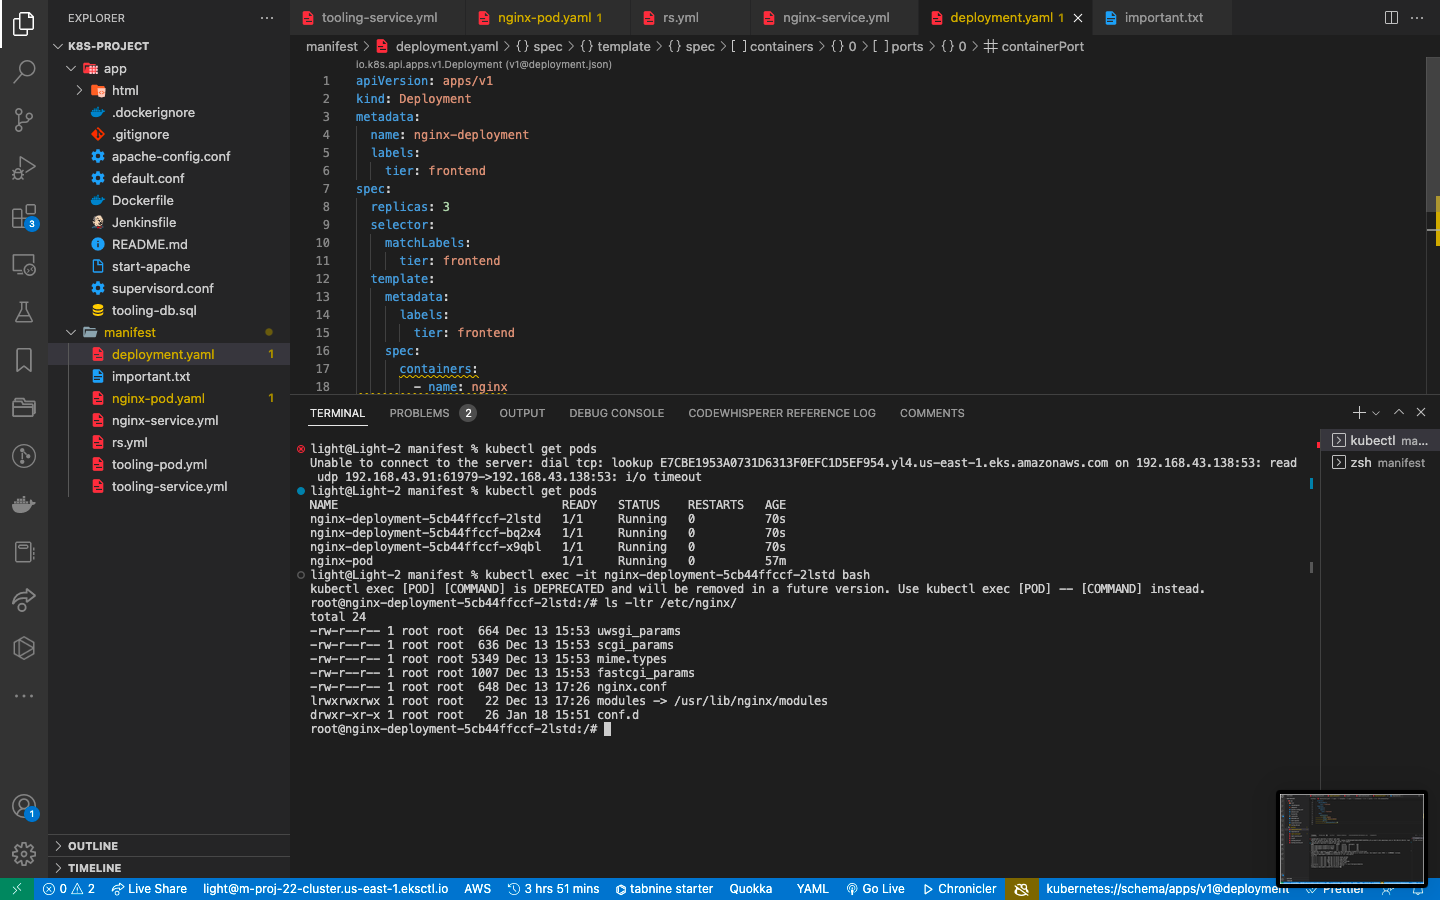 EXPLORER
K8S-PROJECT
app
html
.dockerignore
.gitignore
apache-config.conf
default.conf
Dockerfile
Jenkinsfile
README.md
start-apache
supervisord.conf
tooling-db.sql
manifest
deployment.yaml 1
important.txt
nginx-pod.yaml 1
nginx-service.yml
rs.yml
tooling-pod.yml
tooling-service.yml
OUTLINE
TIMELINE
3
1
tooling-service.yml nginx-pod.yaml 1 rs.yml nginx-service.yml deployment.yaml 1 important.txt
manifest > deployment.yaml > {} spec > {} template > {} spec > [ ] containers > {} 0 > [ ] ports > {} 0 > containerPort
io.k8s.api.apps.v1.Deployment (v1@deployment.json)
1 apiVersion: apps/v1
2 kind: Deployment
3 metadata:
4 name: nginx-deployment
5 labels:
6 tier: frontend
7 spec:
8 replicas: 3
9 selector:
10 matchLabels:
11 tier: frontend
12 template:
13 metadata:
14 labels:
15 tier: frontend
16 spec:
17 containers:
18 - name: nginx
TERMINAL PROBLEMS 2 OUTPUT DEBUG CONSOLE CODEWHISPERER REFERENCE LOG COMMENTS
kubectl ma...
zsh manifest
light@Light-2 manifest % kubectl get pods
Unable to connect to the server: dial tcp: lookup E7CBE1953A0731D6313F0EFC1D5EF954.yl4.us-east-1.eks.amazonaws.com on 192.168.43.138:53: read
udp 192.168.43.91:61979->192.168.43.138:53: i/o timeout
light@Light-2 manifest % kubectl get pods
NAME READY STATUS RESTARTS AGE
nginx-deployment-5cb44ffccf-2lstd 1/1 Running 0 70s
nginx-deployment-5cb44ffccf-bq2x4 1/1 Running 0 70s
nginx-deployment-5cb44ffccf-x9qbl 1/1 Running 0 70s
nginx-pod 1/1 Running 0 57m
light@Light-2 manifest % kubectl exec -it nginx-deployment-5cb44ffccf-2lstd bash
kubectl exec [POD] [COMMAND] is DEPRECATED and will be removed in a future version. Use kubectl exec [POD] -- [COMMAND] instead.
root@nginx-deployment-5cb44ffccf-2lstd:/# ls -ltr /etc/nginx/
total 24
-rw-r--r-- 1 root root 664 Dec 13 15:53 uwsgi_params
-rw-r--r-- 1 root root 636 Dec 13 15:53 scgi_params
-rw-r--r-- 1 root root 5349 Dec 13 15:53 mime.types
-rw-r--r-- 1 root root 1007 Dec 13 15:53 fastcgi_params
-rw-r--r-- 1 root root 648 Dec 13 17:26 nginx.conf
lrwxrwxrwx 1 root root 22 Dec 13 17:26 modules -> /usr/lib/nginx/modules
drwxr-xr-x 1 root root 26 Jan 18 15:51 conf.d
root@nginx-deployment-5cb44ffccf-2lstd:/#
0 2 Live Share light@m-proj-22-cluster.us-east-1.eksctl.io AWS 3 hrs 51 mins tabnine starter Quokka YAML Go Live Chronicler kubernetes://schema/apps/v1@deployment Prettier